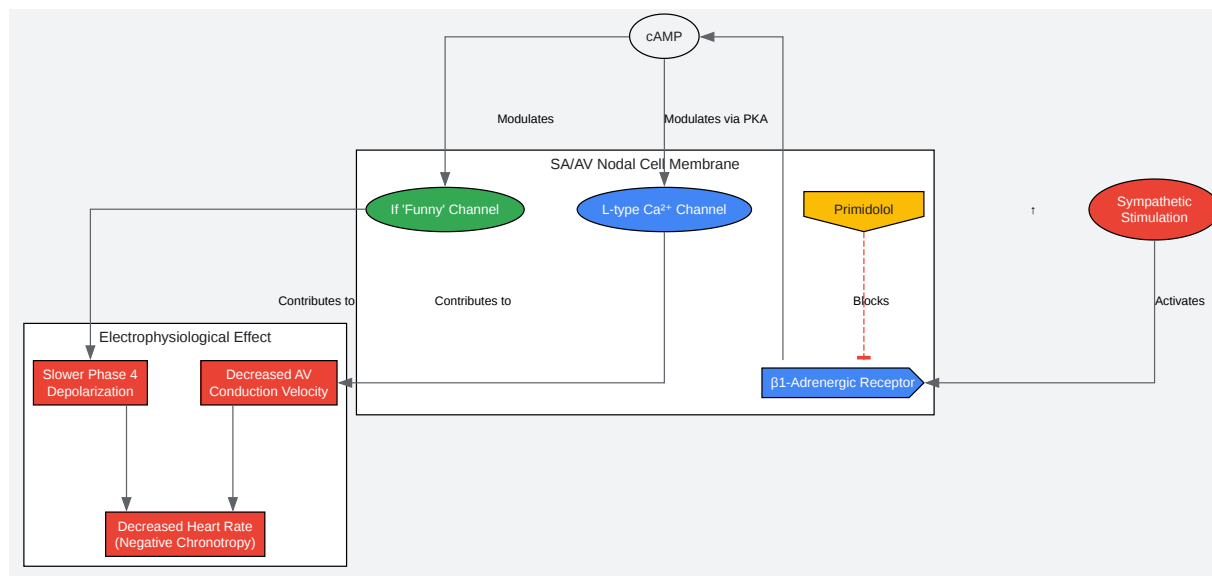 cAMP
Modulates
Modulates via PKA
SA/AV Nodal Cell Membrane
If 'Funny' Channel
L-type Ca²⁺ Channel
Primidolol
↑
Sympathetic
Stimulation
Contributes to
Contributes to
Blocks
Activates
Electrophysiological Effect
Slower Phase 4
Depolarization
Decreased AV
Conduction Velocity
β1-Adrenergic Receptor
Decreased Heart Rate
(Negative Chronotropy)